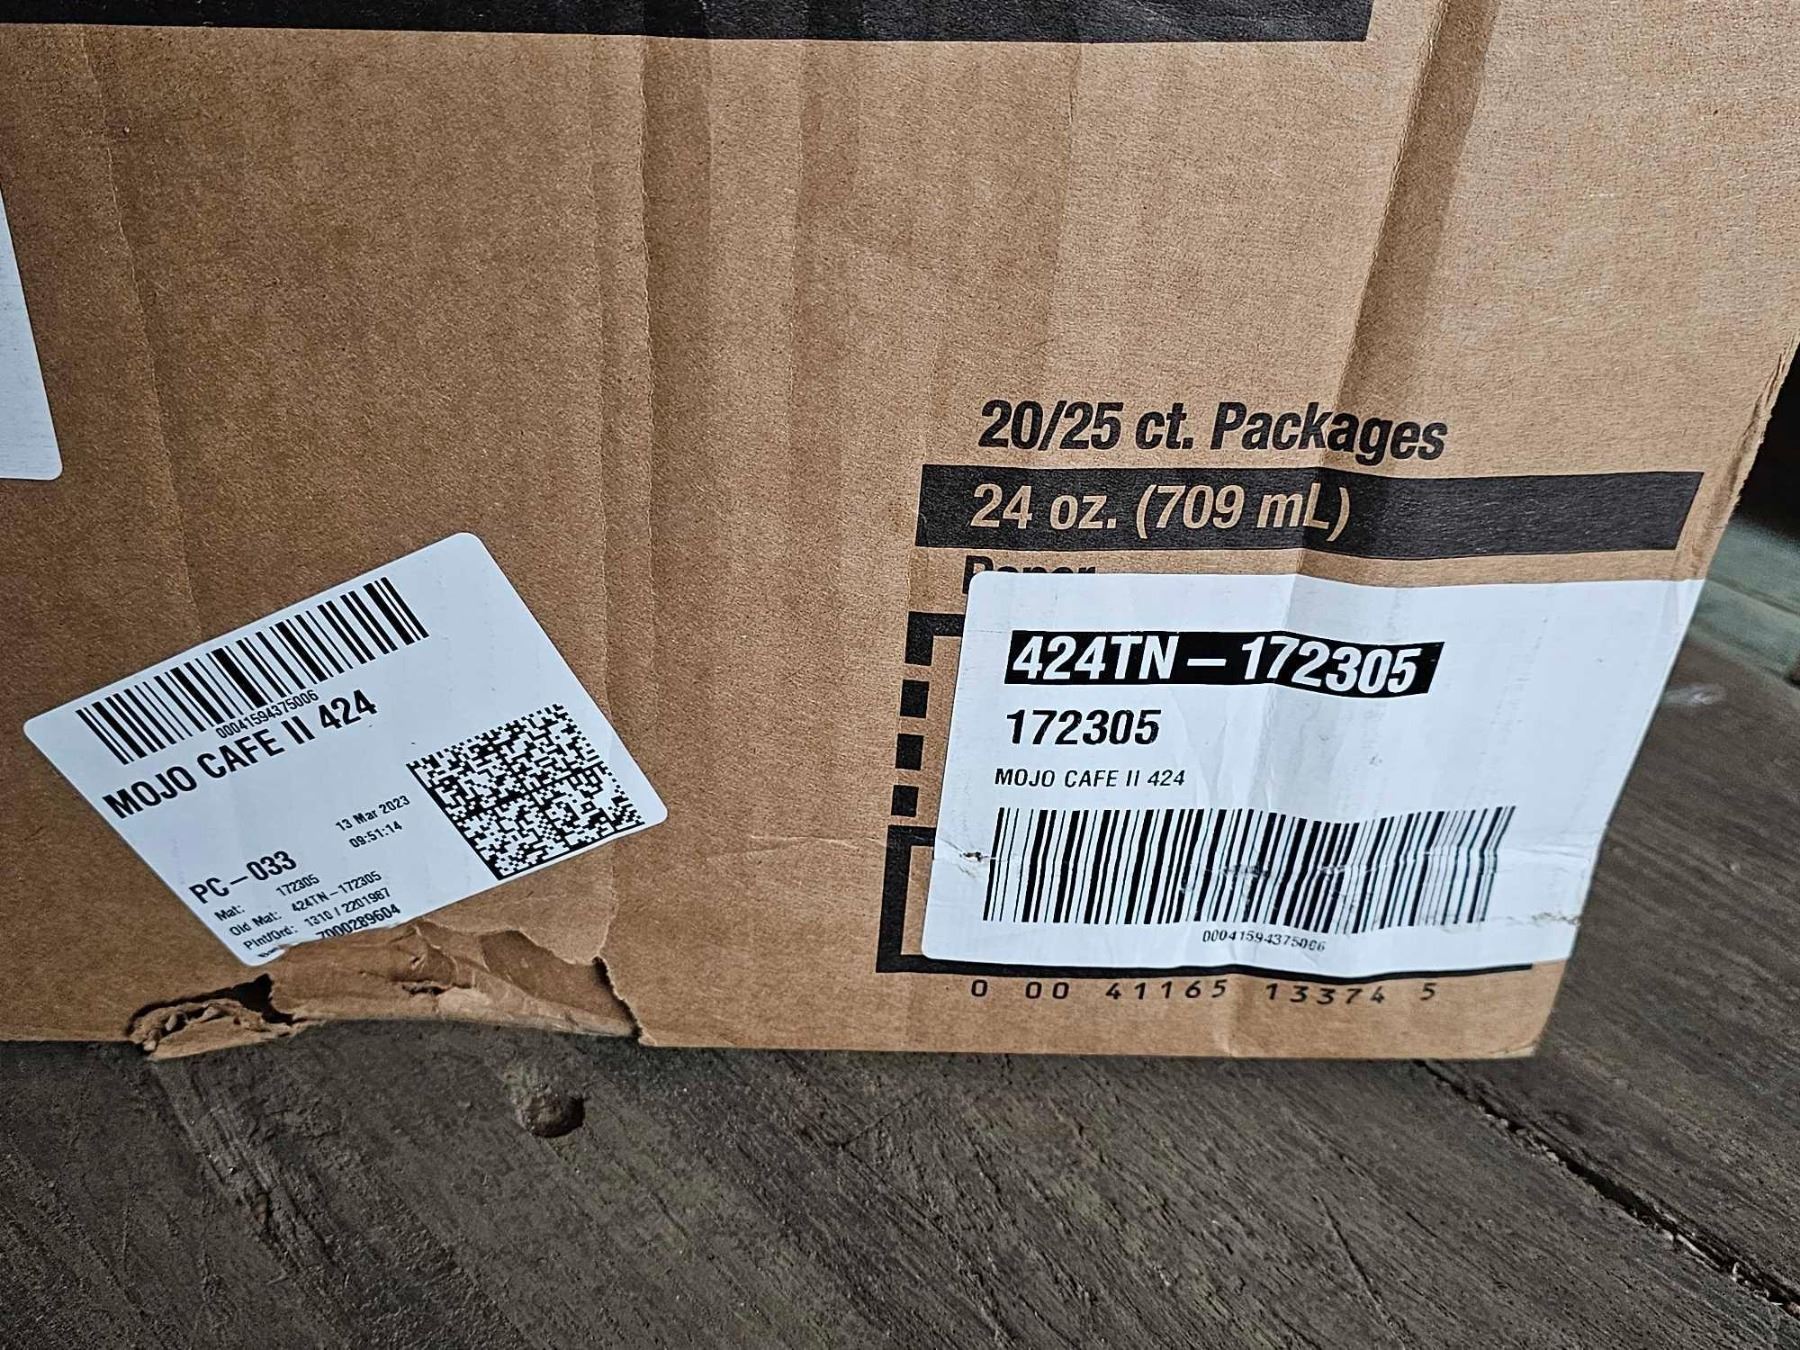 20/25 ct. Packages
24 oz. (709 mL)
Paper
424TN-172305
172305
MOJO CAFE II 424
00041594375006
0 00 41165 13374 5
00041594375006
MOJO CAFE II 424
13 Mar 2023
09:51:14
PC-033
Mat: 172305
Old Mat: 424TN-172305
Plnt/Ord: 1310 / 2201987
7000289604